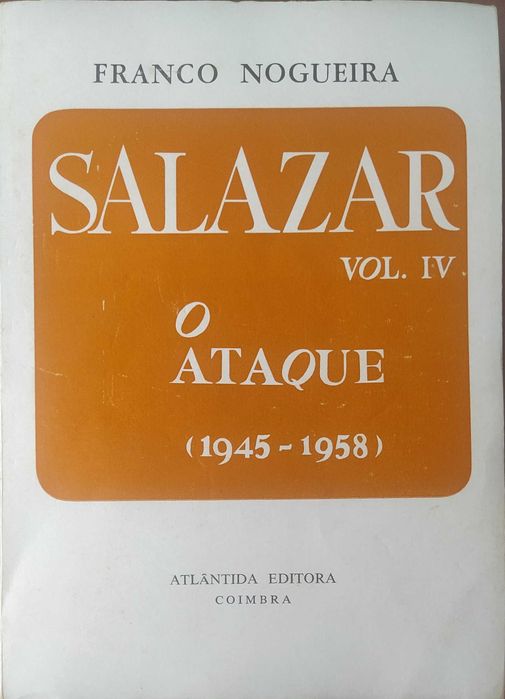 FRANCO NOGUEIRA
SALAZAR
VOL. IV
O
ATAQUE
(1945-1958)
ATLÂNTIDA EDITORA
COIMBRA